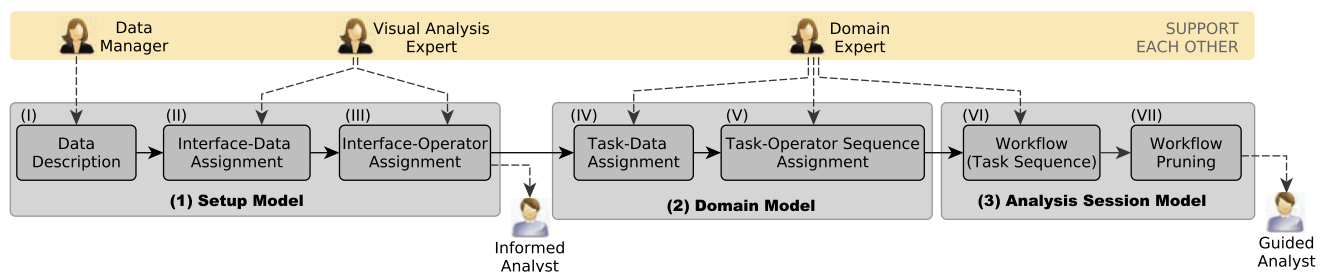 Data
Manager
Visual Analysis
Expert
Domain
Expert
SUPPORT
EACH OTHER
(I)
Data
Description
(II)
Interface-Data
Assignment
(III)
Interface-Operator
Assignment
(1) Setup Model
Informed
Analyst
(IV)
Task-Data
Assignment
(V)
Task-Operator Sequence
Assignment
(2) Domain Model
(VI)
Workflow
(Task Sequence)
(VII)
Workflow
Pruning
(3) Analysis Session Model
Guided
Analyst